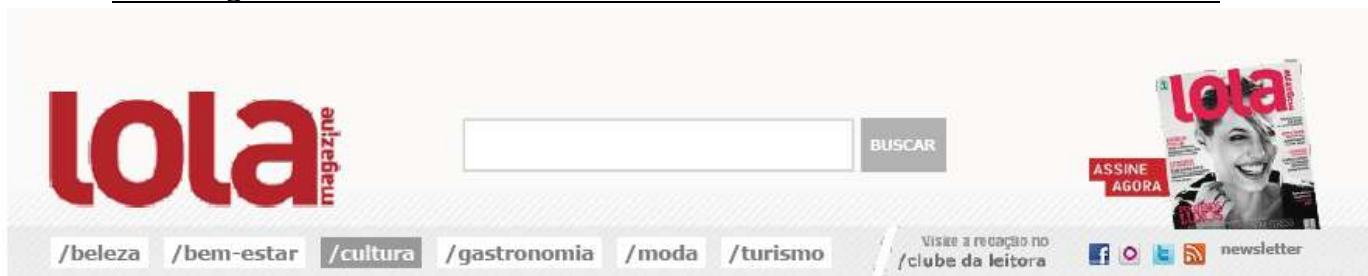 lola
magazine
BUSCAR
lola
magazine
ASSINE
AGORA
/beleza /bem-estar /cultura /gastronomia /moda /turismo
Visite a redação no
/clube da leitora
newsletter